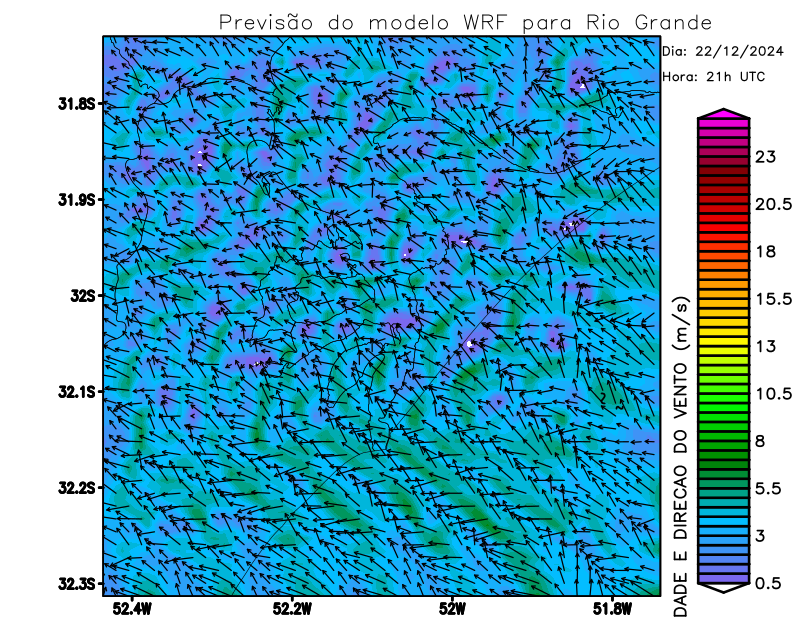 Previsão do modelo WRF para Rio Grande
Dia: 22/12/2024
Hora: 21h UTC
31.8S
31.9S
32S
32.1S
32.2S
32.3S
52.4W
52.2W
52W
51.8W
DADE E DIRECAO DO VENTO (m/s)
23
20.5
18
15.5
13
10.5
8
5.5
3
0.5